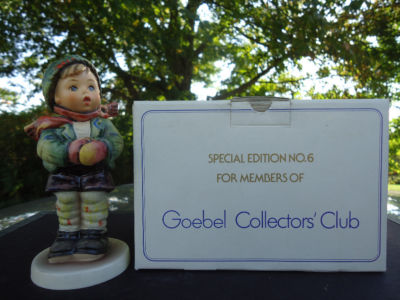 SPECIAL EDITION NO.6
FOR MEMBERS OF
Goebel Collectors' Club